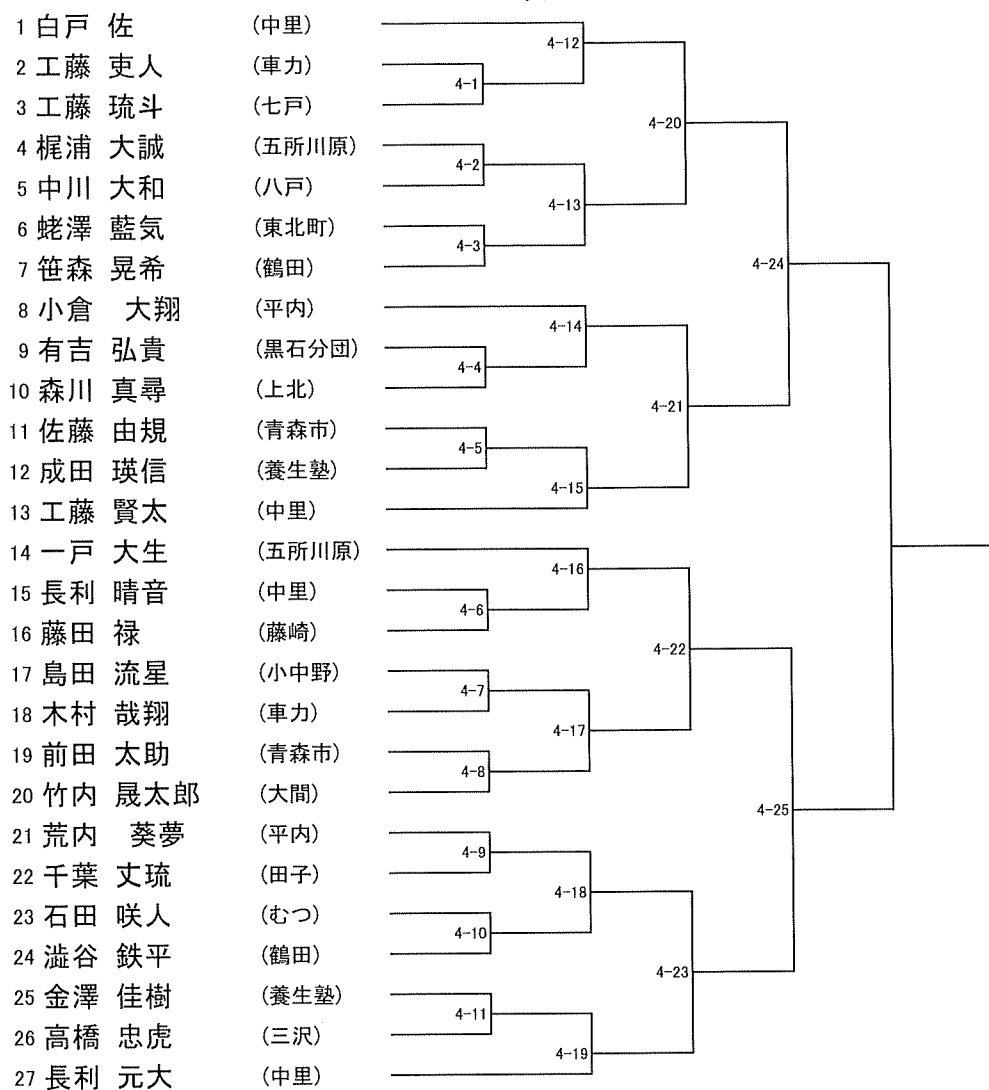 1 白戸 佐 (中里)
2 工藤 吏人 (車力)
3 工藤 琉斗 (七戸)
4 梶浦 大誠 (五所川原)
5 中川 大和 (八戸)
6 蛯澤 藍気 (東北町)
7 笹森 晃希 (鶴田)
8 小倉 大翔 (平内)
9 有吉 弘貴 (黒石分団)
10 森川 真尋 (上北)
11 佐藤 由規 (青森市)
12 成田 瑛信 (養生塾)
13 工藤 賢太 (中里)
14 一戸 大生 (五所川原)
15 長利 晴音 (中里)
16 藤田 禄 (藤崎)
17 島田 流星 (小中野)
18 木村 哉翔 (車力)
19 前田 太助 (青森市)
20 竹内 晟太郎 (大間)
21 荒内 葵夢 (平内)
22 千葉 丈琉 (田子)
23 石田 咲人 (むつ)
24 澁谷 鉄平 (鶴田)
25 金澤 佳樹 (養生塾)
26 高橋 忠虎 (三沢)
27 長利 元大 (中里)
4-1
4-2
4-3
4-4
4-5
4-6
4-7
4-8
4-9
4-10
4-11
4-12
4-13
4-14
4-15
4-16
4-17
4-18
4-19
4-20
4-21
4-22
4-23
4-24
4-25